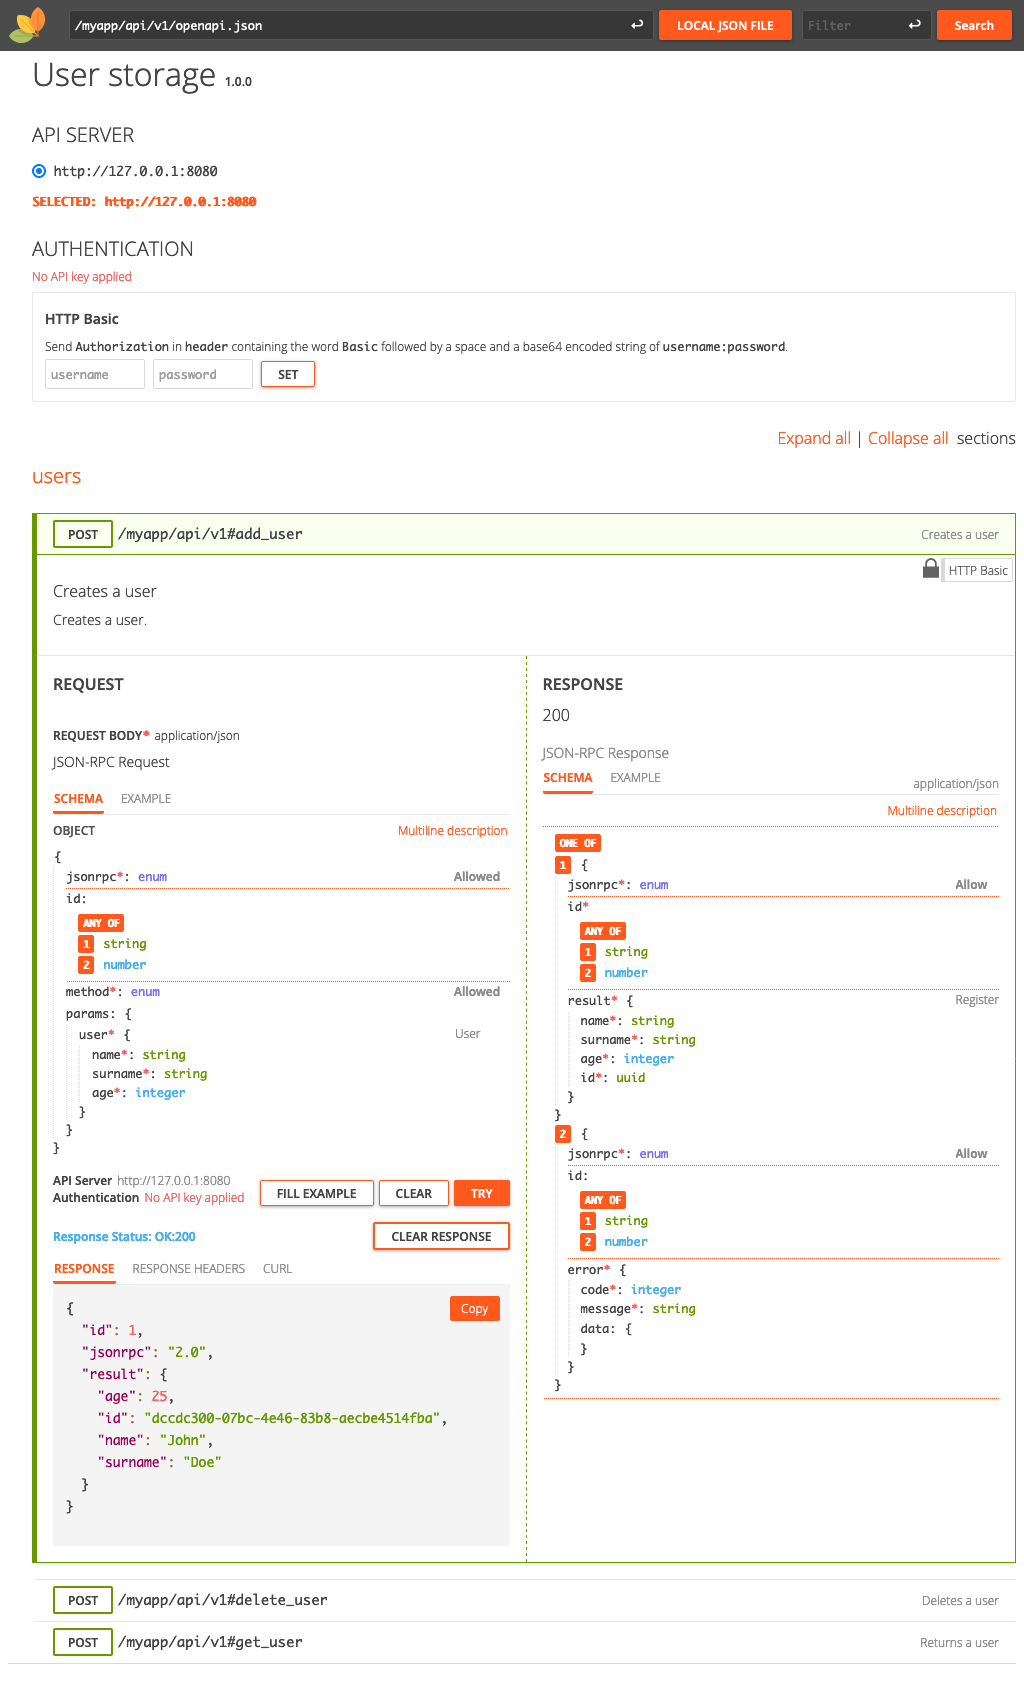 /myapp/api/v1/openapi.json ↩ LOCAL JSON FILE Filter ↩ Search
User storage 1.0.0
API SERVER
http://127.0.0.1:8080
SELECTED: http://127.0.0.1:8080
AUTHENTICATION
No API key applied
HTTP Basic
Send Authorization in header containing the word Basic followed by a space and a base64 encoded string of username:password.
username password SET
Expand all | Collapse all sections
users
POST /myapp/api/v1#add_user Creates a user
HTTP Basic
Creates a user
Creates a user.
REQUEST
REQUEST BODY* application/json
JSON-RPC Request
SCHEMA EXAMPLE
OBJECT Multiline description
{
jsonrpc*: enum Allowed
id:
ANY OF
1 string
2 number
method*: enum Allowed
params: {
user* { User
name*: string
surname*: string
age*: integer
}
}
}
API Server http://127.0.0.1:8080
Authentication No API key applied
FILL EXAMPLE CLEAR TRY
Response Status: OK:200 CLEAR RESPONSE
RESPONSE RESPONSE HEADERS CURL
Copy
{
"id": 1,
"jsonrpc": "2.0",
"result": {
"age": 25,
"id": "dccdc300-07bc-4e46-83b8-aecbe4514fba",
"name": "John",
"surname": "Doe"
}
}
RESPONSE
200
JSON-RPC Response
SCHEMA EXAMPLE application/json
Multiline description
ONE OF
1 {
jsonrpc*: enum Allow
id*
ANY OF
1 string
2 number
result* { Register
name*: string
surname*: string
age*: integer
id*: uuid
}
}
2 {
jsonrpc*: enum Allow
id:
ANY OF
1 string
2 number
error* {
code*: integer
message*: string
data: {
}
}
}
POST /myapp/api/v1#delete_user Deletes a user
POST /myapp/api/v1#get_user Returns a user